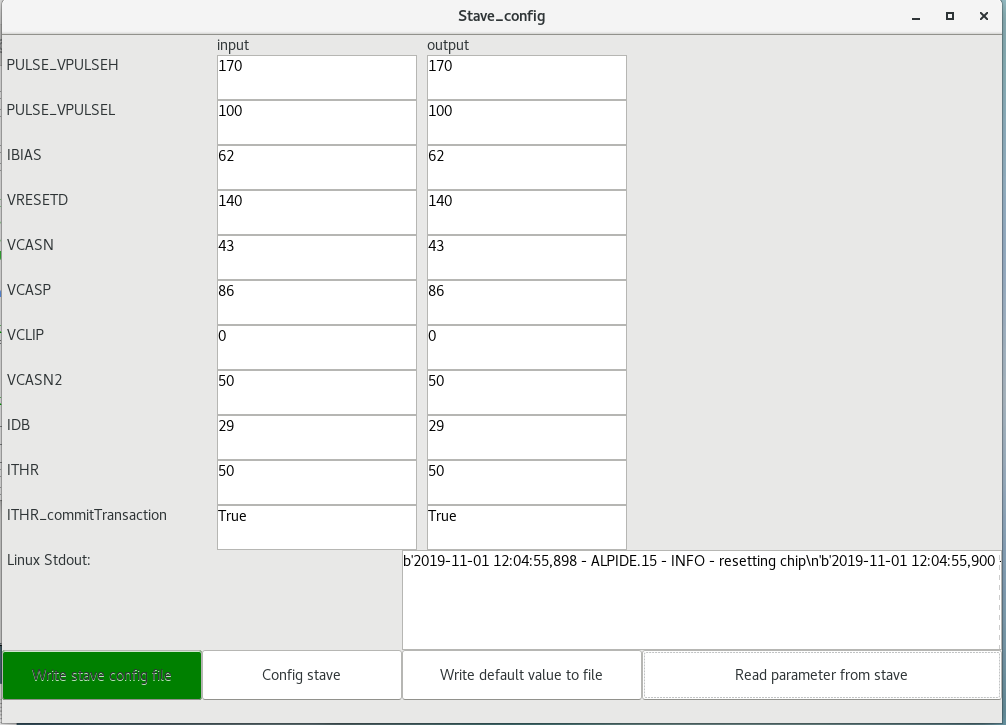 Stave_config
input output
PULSE_VPULSEH 170 170
PULSE_VPULSEL 100 100
IBIAS 62 62
VRESETD 140 140
VCASN 43 43
VCASP 86 86
VCLIP 0 0
VCASN2 50 50
IDB 29 29
ITHR 50 50
ITHR_commitTransaction True True
Linux Stdout: b'2019-11-01 12:04:55,898 - ALPIDE.15 - INFO - resetting chip\n'b'2019-11-01 12:04:55,900 -
Write stave config file Config stave Write default value to file Read parameter from stave